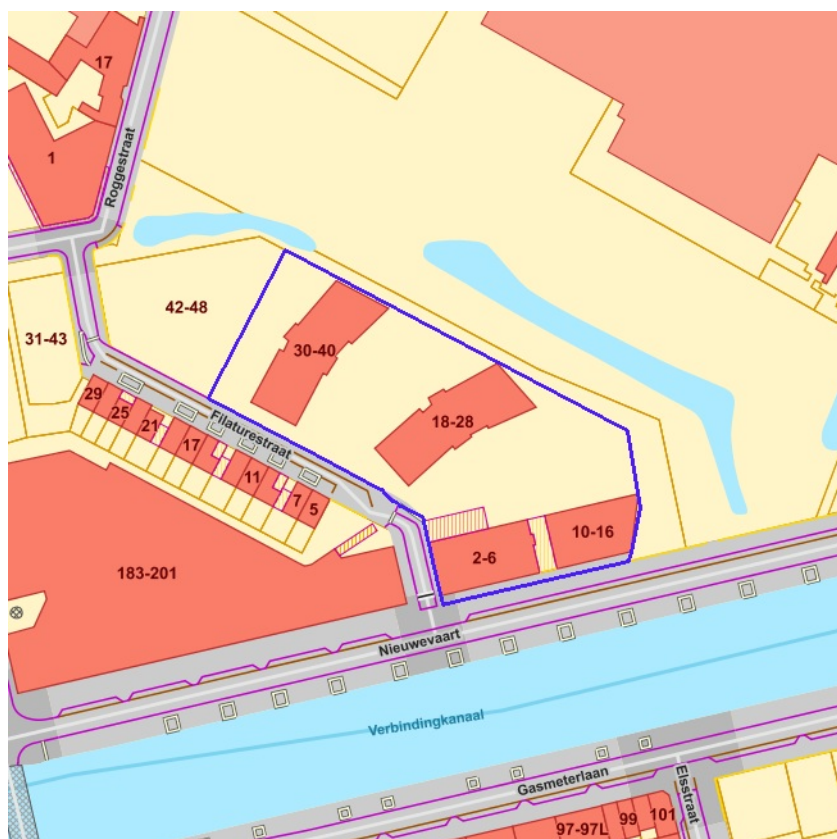 17
1
Roggestraat
42-48
31-43
30-40
18-28
29
25
21
17
11
7
5
Filaturestraat
10-16
2-6
183-201
Nieuwevaart
Verbindingkanaal
Gasmeterlaan
Elsstraat
97-97L
99
101